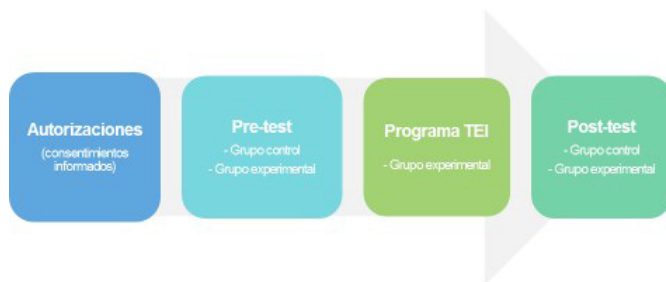 Autorizaciones
(consentimientos
informados)
Pre-test
- Grupo control
- Grupo experimental
Programa TEI
- Grupo experimental
Post-test
- Grupo control
- Grupo experimental